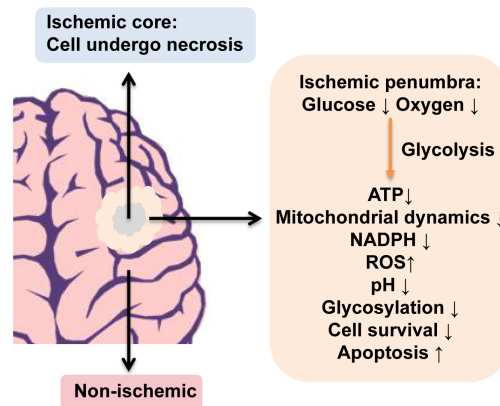 Ischemic core:
Cell undergo necrosis
Ischemic penumbra:
Glucose ↓ Oxygen ↓
Glycolysis
ATP↓
Mitochondrial dynamics ↓
NADPH ↓
ROS↑
pH ↓
Glycosylation ↓
Cell survival ↓
Apoptosis ↑
Non-ischemic